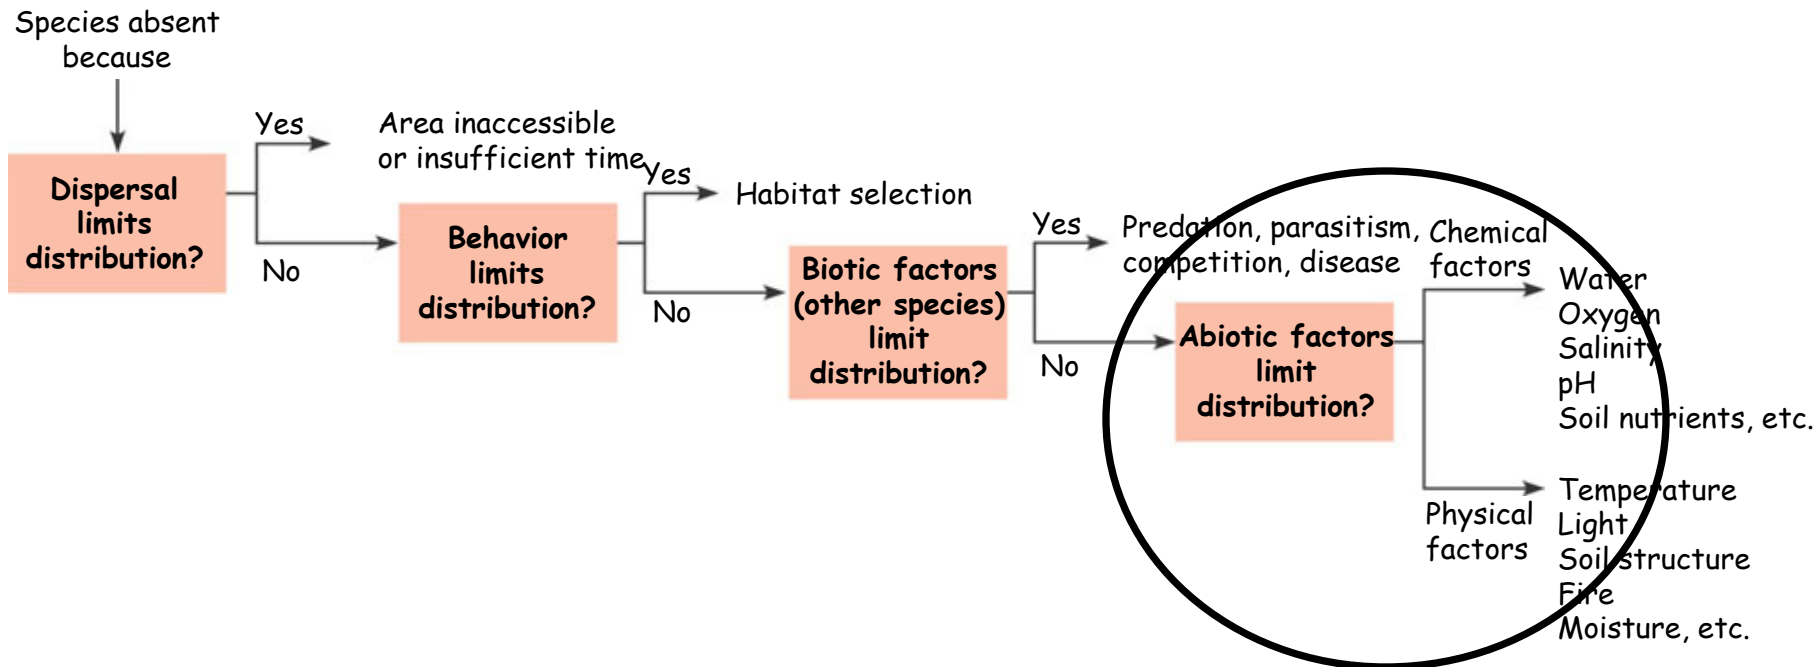 Species absent
because
Dispersal
limits
distribution?
Yes
Area inaccessible
or insufficient time
No
Behavior
limits
distribution?
Yes
Habitat selection
No
Biotic factors
(other species)
limit
distribution?
Yes
Predation, parasitism,
competition, disease
No
Abiotic factors
limit
distribution?
Chemical
factors
Water
Oxygen
Salinity
pH
Soil nutrients, etc.
Physical
factors
Temperature
Light
Soil structure
Fire
Moisture, etc.